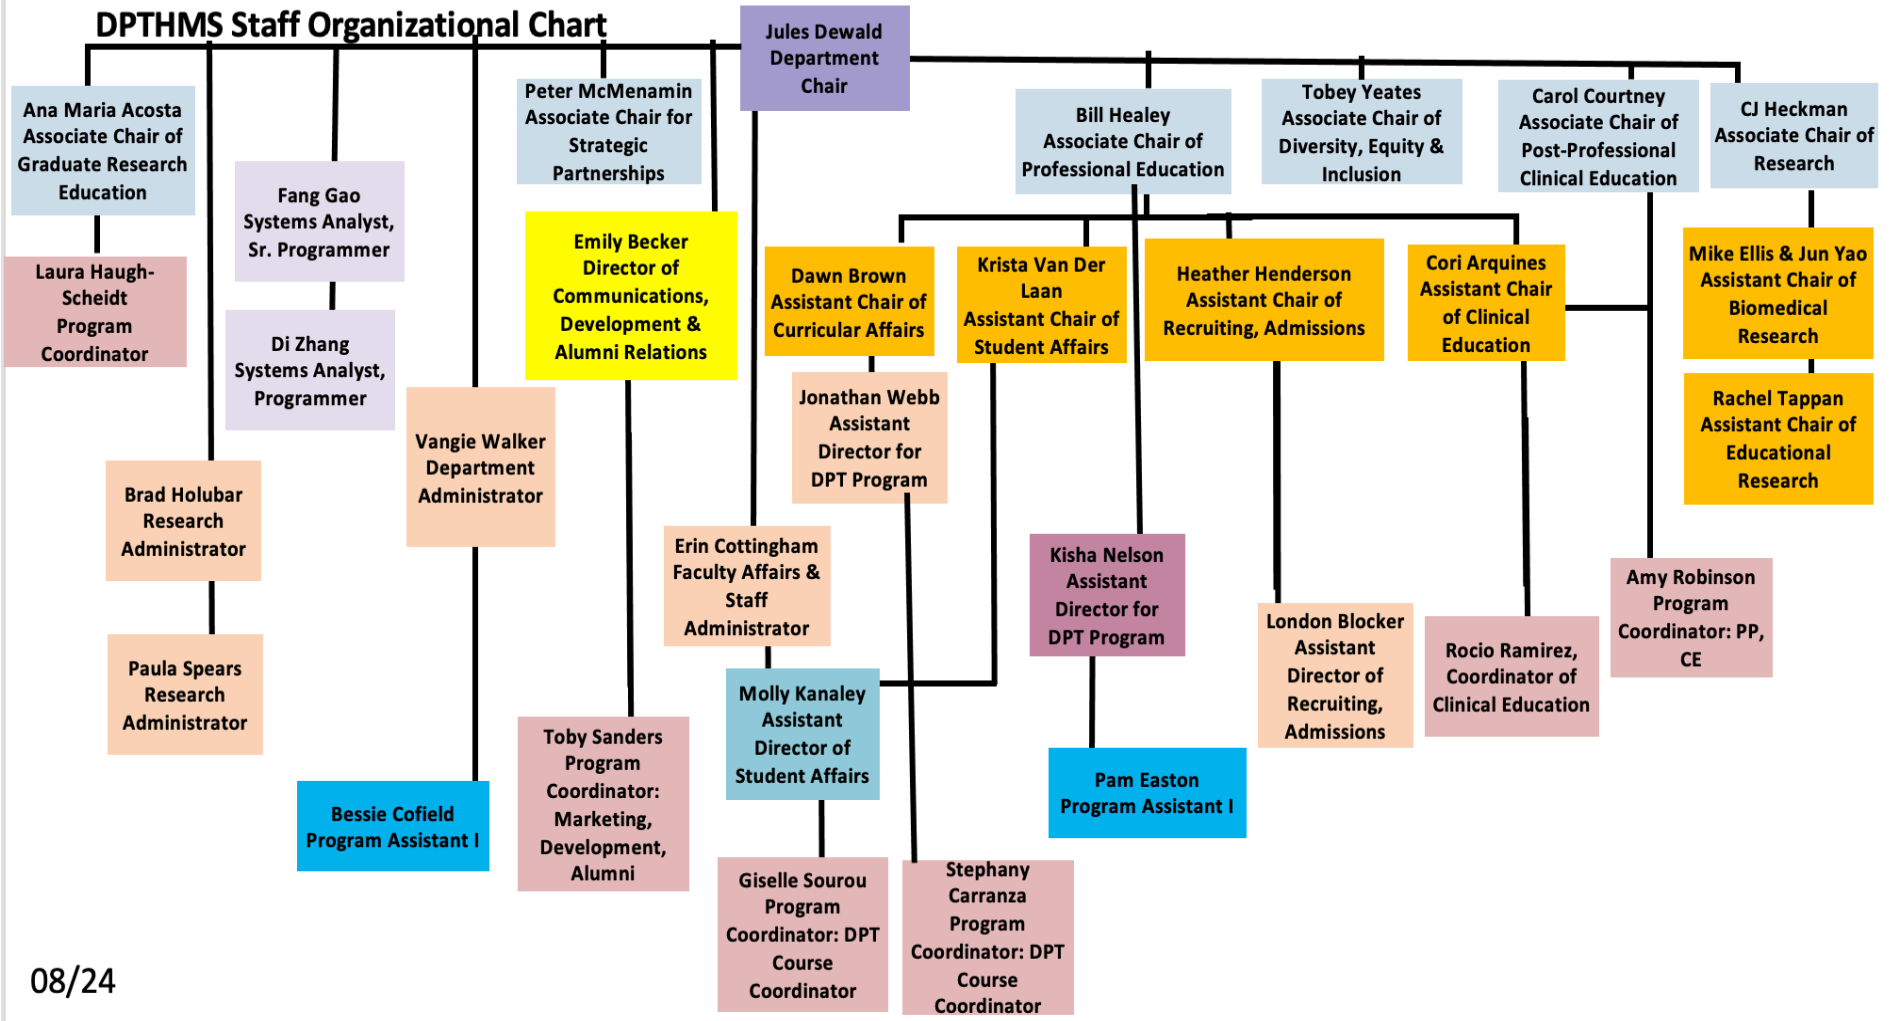 DPTHMS Staff Organizational Chart
Jules Dewald
Department
Chair
Ana Maria Acosta
Associate Chair of
Graduate Research
Education
Laura Haugh-
Scheidt
Program
Coordinator
Fang Gao
Systems Analyst,
Sr. Programmer
Di Zhang
Systems Analyst,
Programmer
Brad Holubar
Research
Administrator
Paula Spears
Research
Administrator
Vangie Walker
Department
Administrator
Bessie Cofield
Program Assistant I
Peter McMenamin
Associate Chair for
Strategic
Partnerships
Emily Becker
Director of
Communications,
Development &
Alumni Relations
Toby Sanders
Program
Coordinator:
Marketing,
Development,
Alumni
Erin Cottingham
Faculty Affairs &
Staff
Administrator
Molly Kanaley
Assistant
Director of
Student Affairs
Giselle Sourou
Program
Coordinator: DPT
Course
Coordinator
Bill Healey
Associate Chair of
Professional Education
Dawn Brown
Assistant Chair of
Curricular Affairs
Jonathan Webb
Assistant
Director for
DPT Program
Stephany
Carranza
Program
Coordinator: DPT
Course
Coordinator
Krista Van Der
Laan
Assistant Chair of
Student Affairs
Kisha Nelson
Assistant
Director for
DPT Program
Pam Easton
Program Assistant I
Heather Henderson
Assistant Chair of
Recruiting, Admissions
London Blocker
Assistant
Director of
Recruiting,
Admissions
Cori Arquines
Assistant Chair
of Clinical
Education
Rocio Ramirez,
Coordinator of
Clinical Education
Tobey Yeates
Associate Chair of
Diversity, Equity &
Inclusion
Carol Courtney
Associate Chair of
Post-Professional
Clinical Education
Amy Robinson
Program
Coordinator: PP,
CE
CJ Heckman
Associate Chair of
Research
Mike Ellis & Jun Yao
Assistant Chair of
Biomedical
Research
Rachel Tappan
Assistant Chair of
Educational
Research
08/24